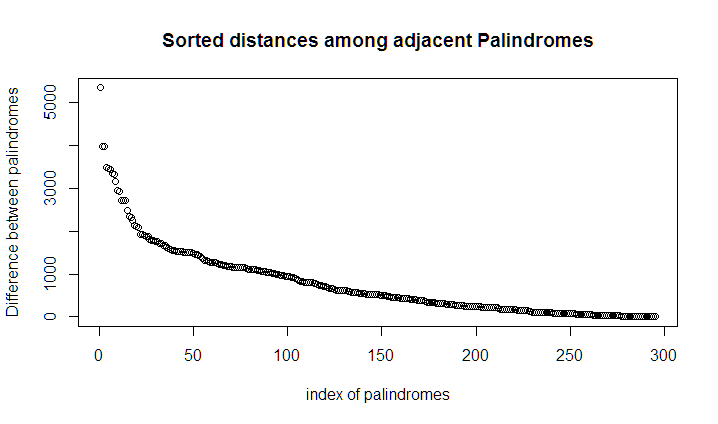 Sorted distances among adjacent Palindromes
Difference between palindromes
5000
3000
1000
0
0 50 100 150 200 250 300
index of palindromes